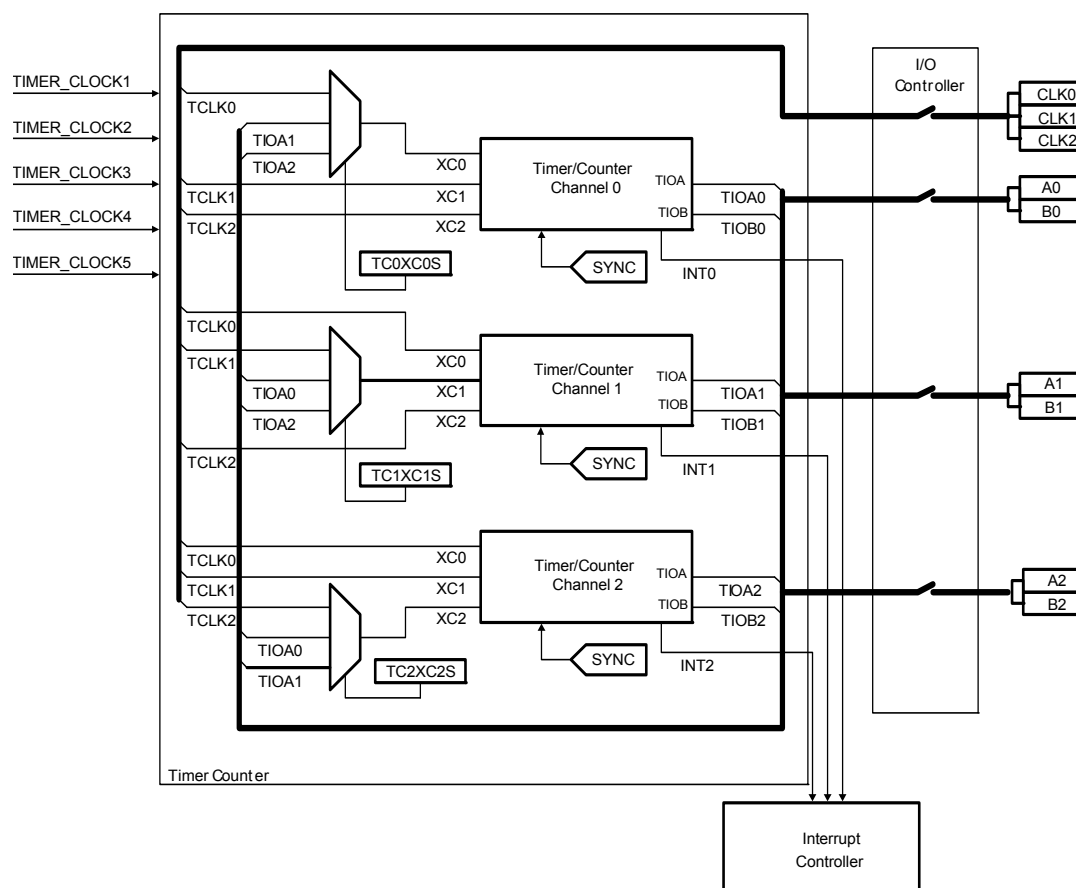 I/O
Controller
TIMER_CLOCK1
TIMER_CLOCK2
TIMER_CLOCK3
TIMER_CLOCK4
TIMER_CLOCK5
TCLK0
TIOA1
TIOA2
TCLK1
TCLK2
XC0
XC1
XC2
Timer/Counter
Channel 0
TIOA
TIOB
TIOA0
TIOB0
TC0XC0S
SYNC
INT0
CLK0
CLK1
CLK2
A0
B0
TCLK0
TCLK1
TIOA0
TIOA2
TCLK2
XC0
XC1
XC2
Timer/Counter
Channel 1
TIOA
TIOB
TIOA1
TIOB1
TC1XC1S
SYNC
INT1
A1
B1
TCLK0
TCLK1
TCLK2
TIOA0
TIOA1
XC0
XC1
XC2
Timer/Counter
Channel 2
TIOA
TIOB
TIOA2
TIOB2
TC2XC2S
SYNC
INT2
A2
B2
Timer Counter
Interrupt
Controller